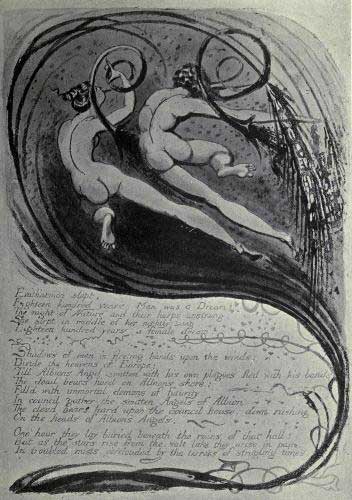 Enitharmon slept,
Eighteen hundred years: Man was a Dream!
The night of Nature and their harps unstrung:
She slept in middle of her nightly song,
Eighteen hundred years, a female dream!
Shadows of men in fleeting bands upon the winds:
Divide the heavens of Europe:
Till Albions Angel smitten with his own plagues fled with his bands
The cloud bears hard on Albions shore:
Fill'd with immortal demons of futurity:
In council gather the smitten Angels of Albion
The cloud bears hard upon the council house; down rushing
On the heads of Albions Angels.
One hour they lay buried beneath the ruins of that hall;
But as the stars rise from the salt lake they arise in pain,
In troubled mists o'erclouded by the terrors of strugling times